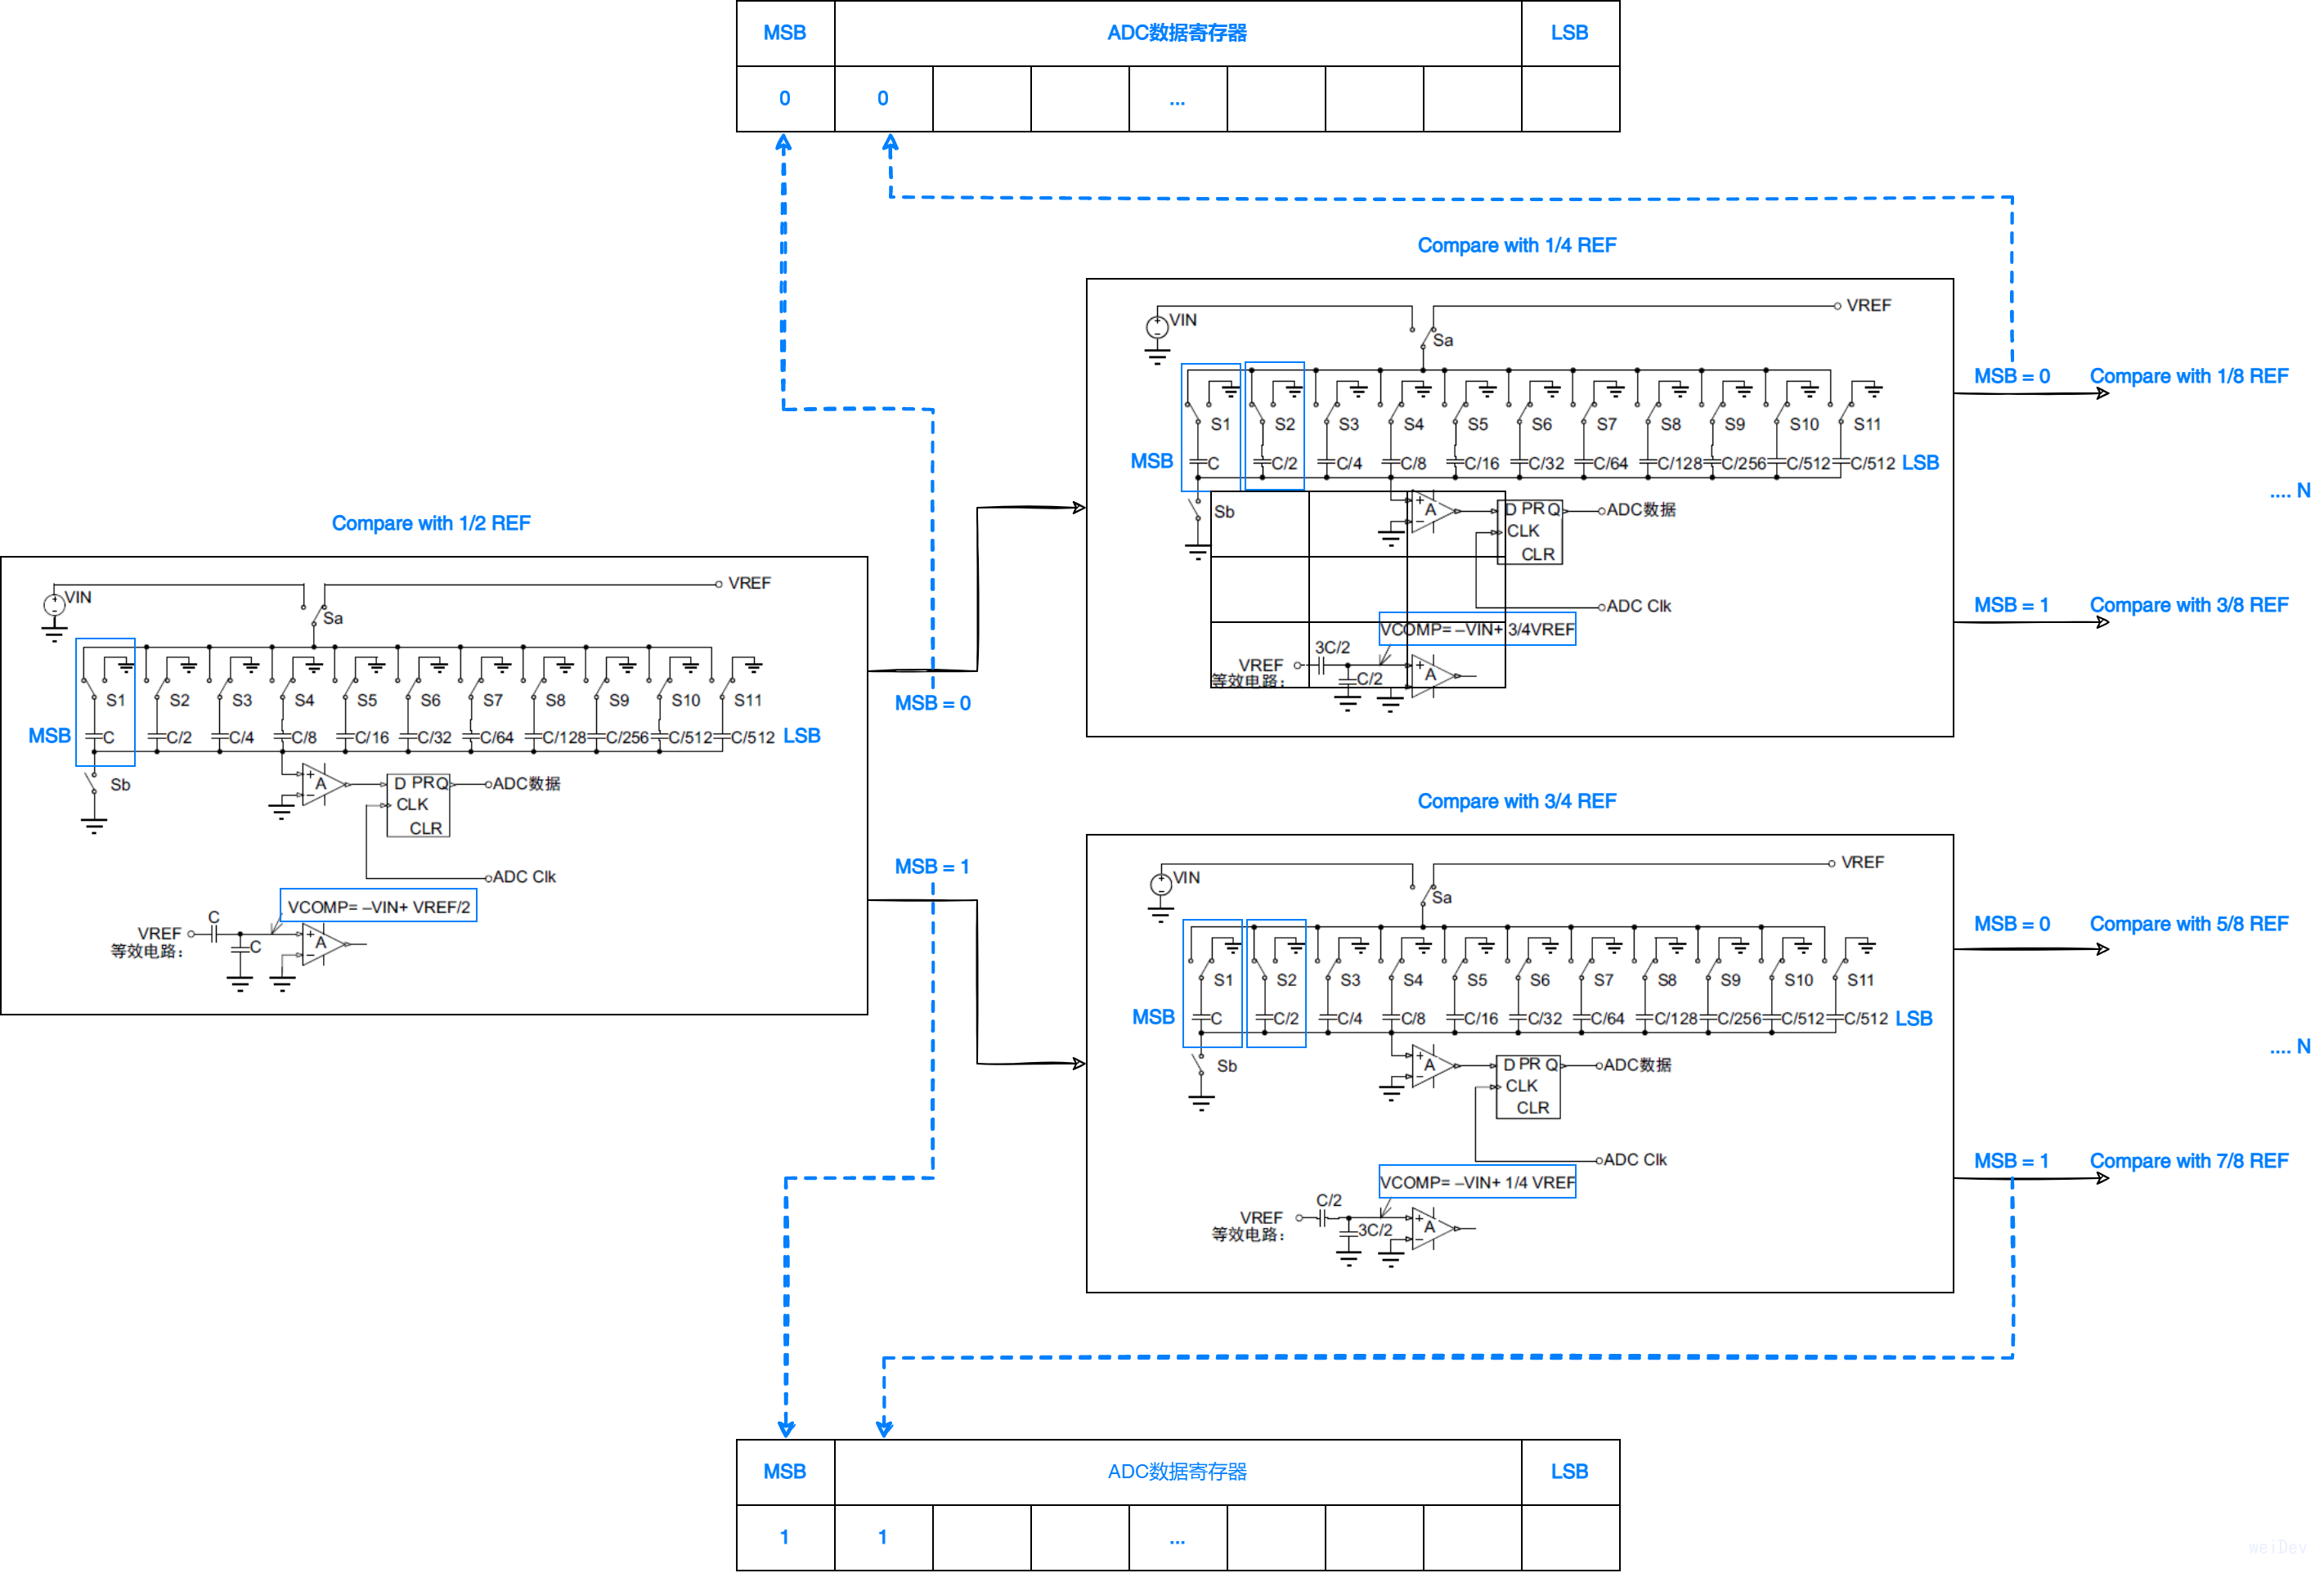 MSB ADC数据寄存器 LSB
0 0 ...
Compare with 1/4 REF
VIN VREF
Sa
S1 S2 S3 S4 S5 S6 S7 S8 S9 S10 S11
MSB C C/2 C/4 C/8 C/16 C/32 C/64 C/128 C/256 C/512 C/512 LSB
Sb + − A D PR Q ADC数据
CLK
CLR
ADC Clk
VCOMP= –VIN+ 3/4VREF
3C/2
VREF + − A
等效电路: C/2
MSB = 0 Compare with 1/8 REF
.... N
MSB = 1 Compare with 3/8 REF
Compare with 1/2 REF
VIN VREF
Sa
S1 S2 S3 S4 S5 S6 S7 S8 S9 S10 S11
MSB C C/2 C/4 C/8 C/16 C/32 C/64 C/128 C/256 C/512 C/512 LSB
Sb + − A D PR Q ADC数据
CLK
CLR
ADC Clk
VCOMP= –VIN+ VREF/2
C
VREF + − A
等效电路: C
MSB = 0
MSB = 1
Compare with 3/4 REF
VIN VREF
Sa
S1 S2 S3 S4 S5 S6 S7 S8 S9 S10 S11
MSB C C/2 C/4 C/8 C/16 C/32 C/64 C/128 C/256 C/512 C/512 LSB
Sb + − A D PR Q ADC数据
CLK
CLR
ADC Clk
VCOMP= –VIN+ 1/4 VREF
C/2
VREF + − A
等效电路: 3C/2
MSB = 0 Compare with 5/8 REF
.... N
MSB = 1 Compare with 7/8 REF
MSB ADC数据寄存器 LSB
1 1 ...
weiDev